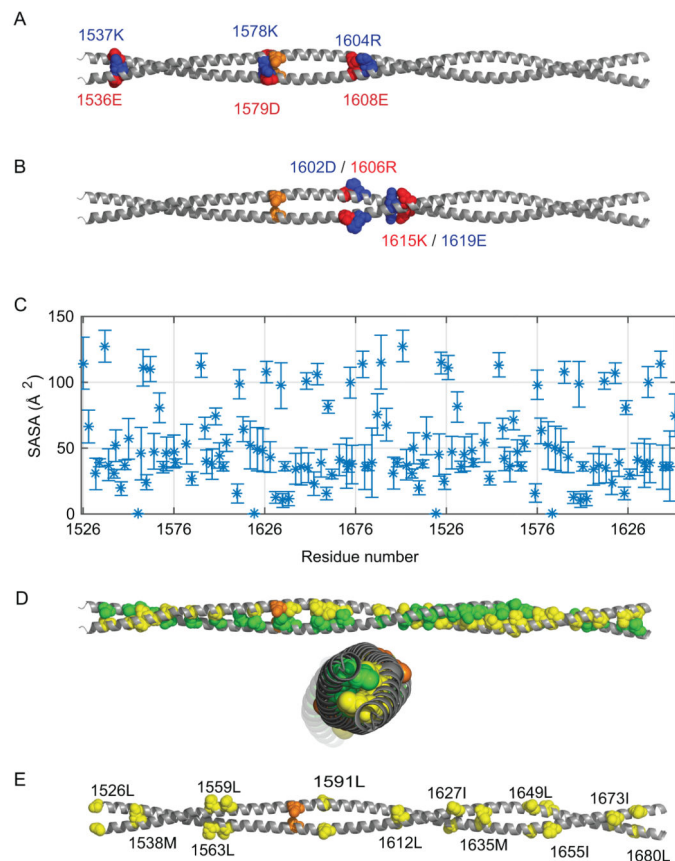 A
1537K 1578K 1604R
1536E 1579D 1608E
B
1602D / 1606R
1615K / 1619E
C
150
100
50
0
SASA (Å ²)
1526 1576 1626 1676 1526 1576 1626
Residue number
D
E
1526L 1559L 1591L 1627I 1649L 1673I
1538M 1563L 1612L 1635M 1655I 1680L